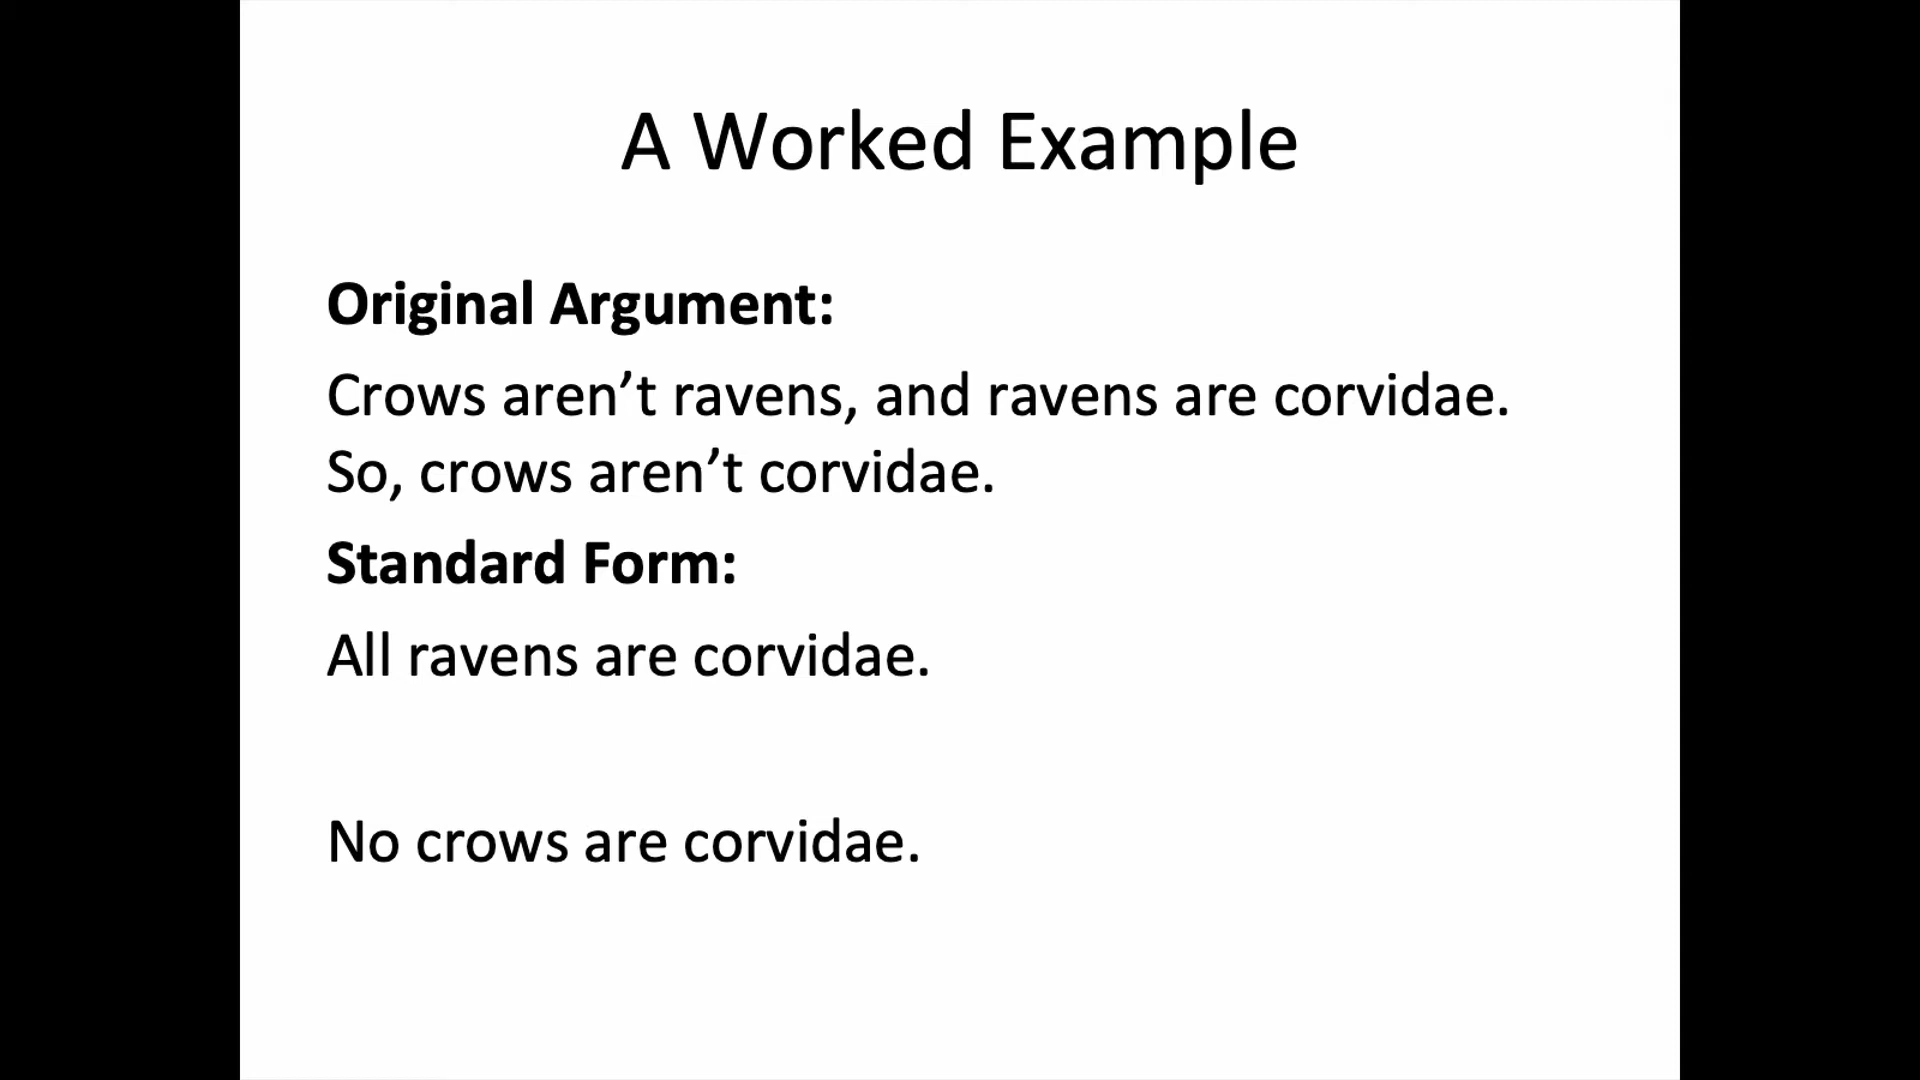 A Worked Example
Original Argument:
Crows aren’t ravens, and ravens are corvidae.
So, crows aren’t corvidae.
Standard Form:
All ravens are corvidae.
No crows are corvidae.